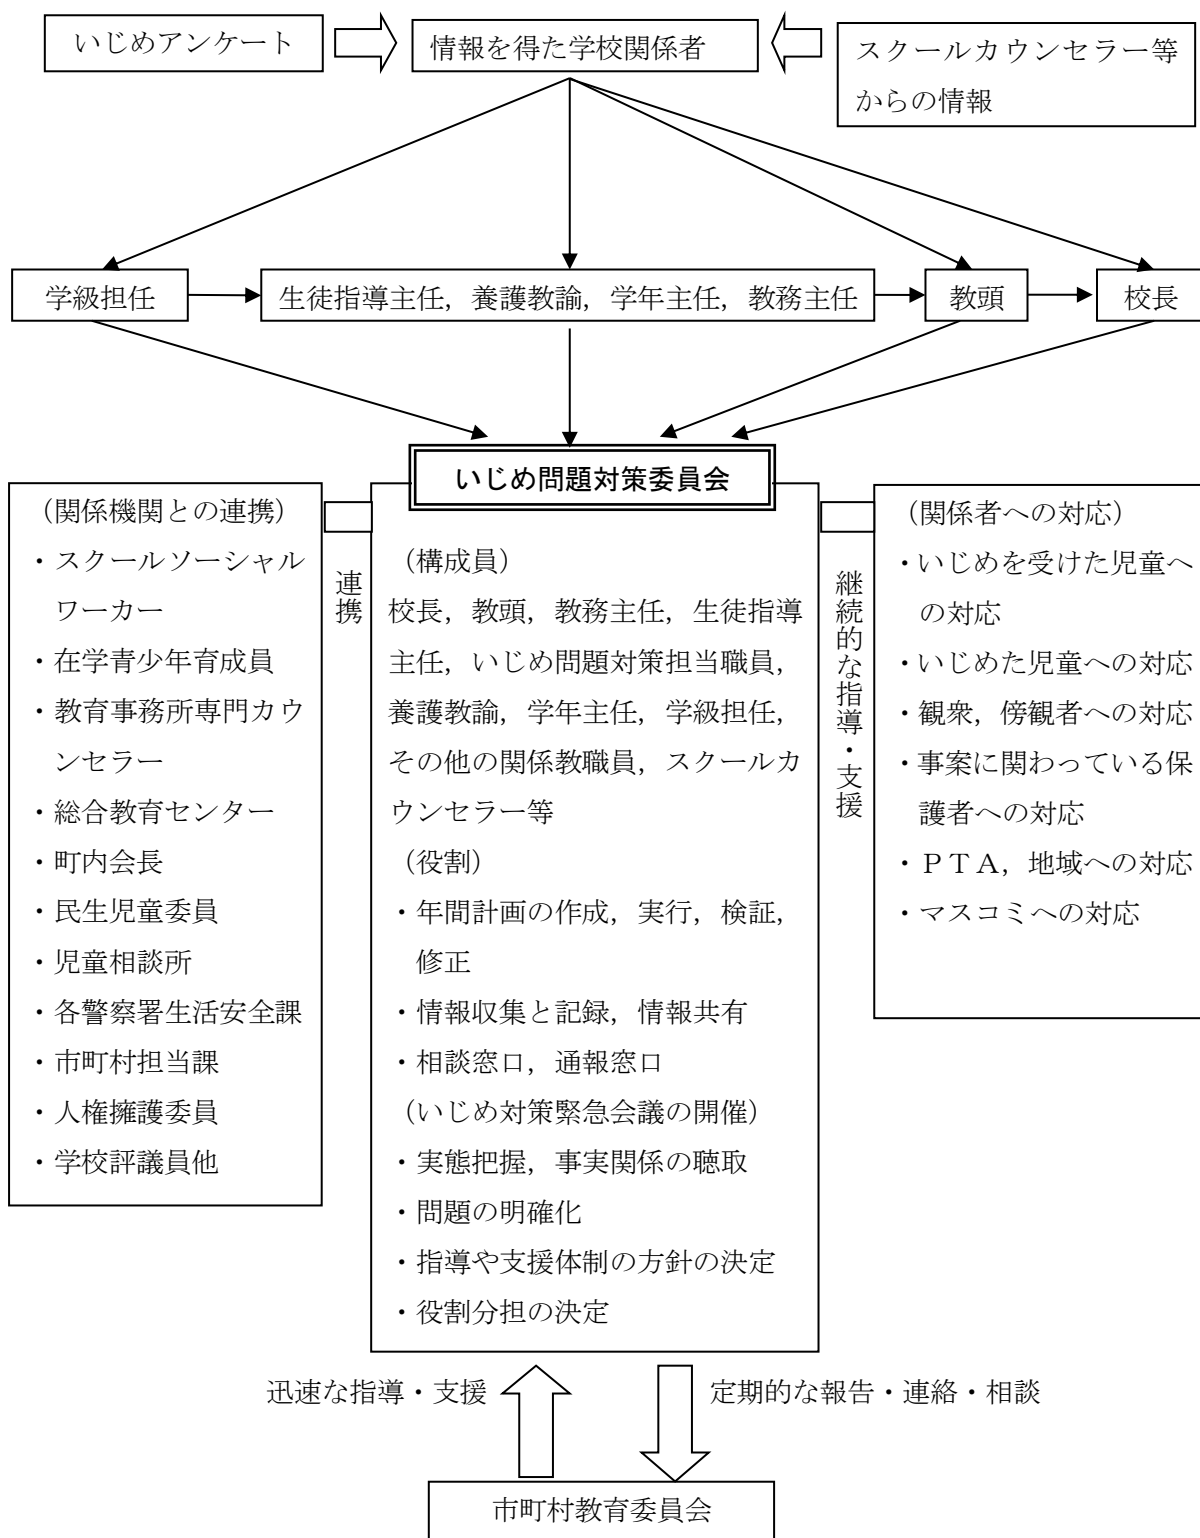 いじめアンケート
情報を得た学校関係者
スクールカウンセラー等
からの情報
学級担任
生徒指導主任，養護教諭，学年主任，教務主任
教頭
校長
いじめ問題対策委員会
（関係機関との連携）
・スクールソーシャル
ワーカー
・在学青少年育成員
・教育事務所専門カウ
ンセラー
・総合教育センター
・町内会長
・民生児童委員
・児童相談所
・各警察署生活安全課
・市町村担当課
・人権擁護委員
・学校評議員他
連携
（構成員）
校長，教頭，教務主任，生徒指導
主任，いじめ問題対策担当職員，
養護教諭，学年主任，学級担任，
その他の関係教職員，スクールカ
ウンセラー等
（役割）
・年間計画の作成，実行，検証，
修正
・情報収集と記録，情報共有
・相談窓口，通報窓口
（いじめ対策緊急会議の開催）
・実態把握，事実関係の聴取
・問題の明確化
・指導や支援体制の方針の決定
・役割分担の決定
継続的な指導・支援
（関係者への対応）
・いじめを受けた児童へ
の対応
・いじめた児童への対応
・観衆，傍観者への対応
・事案に関わっている保
護者への対応
・ＰＴＡ，地域への対応
・マスコミへの対応
迅速な指導・支援
定期的な報告・連絡・相談
市町村教育委員会